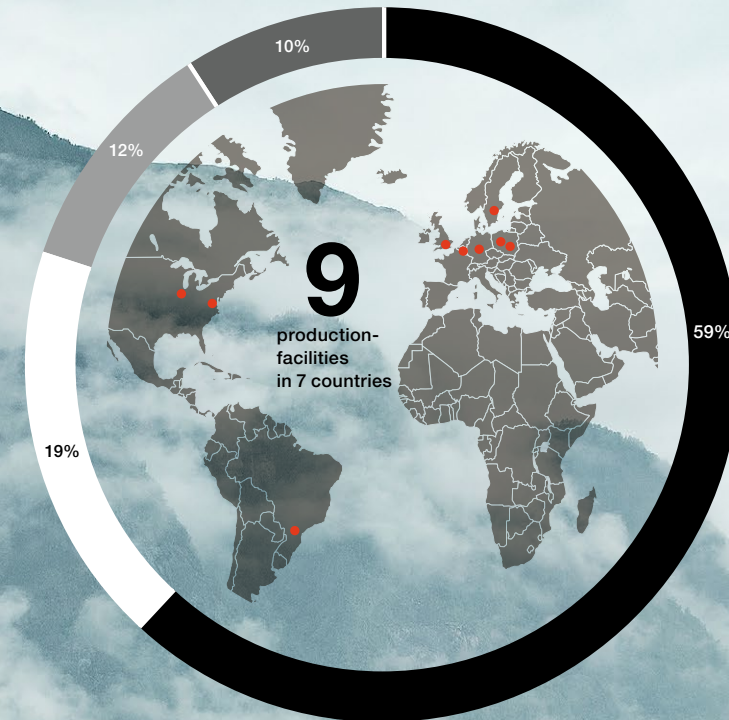 10%
12%
9
production-
facilities
in 7 countries
59%
19%